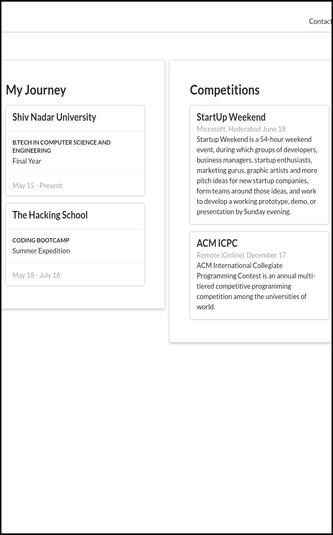 Contact
My Journey
Shiv Nadar University
B.TECH IN COMPUTER SCIENCE AND
ENGINEERING
Final Year
May 15 - Present
The Hacking School
CODING BOOTCAMP
Summer Expedition
May 18 - July 18
Competitions
StartUp Weekend
Microsoft, Hyderabad June 18
Startup Weekend is a 54-hour weekend
event, during which groups of developers,
business managers, startup enthusiasts,
marketing gurus, graphic artists and more
pitch ideas for new startup companies,
form teams around those ideas, and work
to develop a working prototype, demo, or
presentation by Sunday evening.
ACM ICPC
Remote (Online) December 17
ACM International Collegiate
Programming Contest is an annual multi-
tiered competitive programming
competition among the universities of
world.